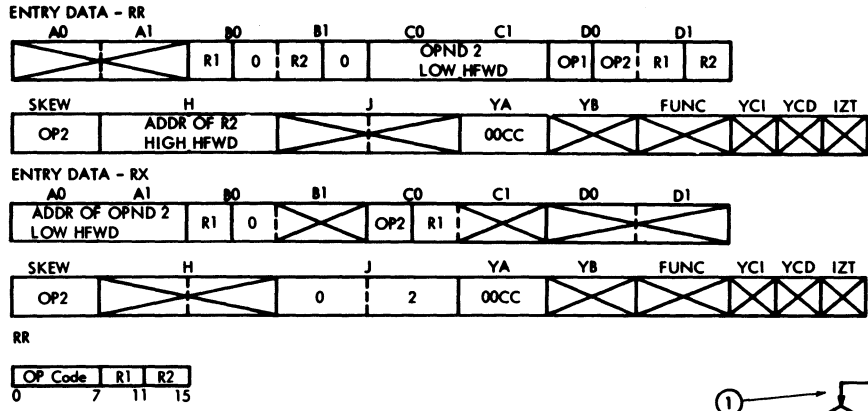 ENTRY DATA - RR
A0 A1 B0 B1 C0 C1 D0 D1
R1 0 R2 0 OPND 2 LOW HFWD OP1 OP2 R1 R2
SKEW H J YA YB FUNC YCI YCD IZT
OP2 ADDR OF R2 HIGH HFWD 00CC
ENTRY DATA - RX
A0 A1 B0 B1 C0 C1 D0 D1
ADDR OF OPND 2 LOW HFWD R1 0 OP2 R1
SKEW H J YA YB FUNC YCI YCD IZT
OP2 0 2 00CC
RR
OP Code R1 R2
0 7 11 15
1